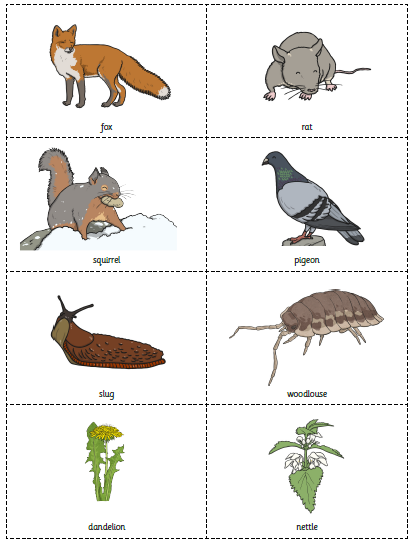 fox
rat
squirrel
pigeon
slug
woodlouse
dandelion
nettle